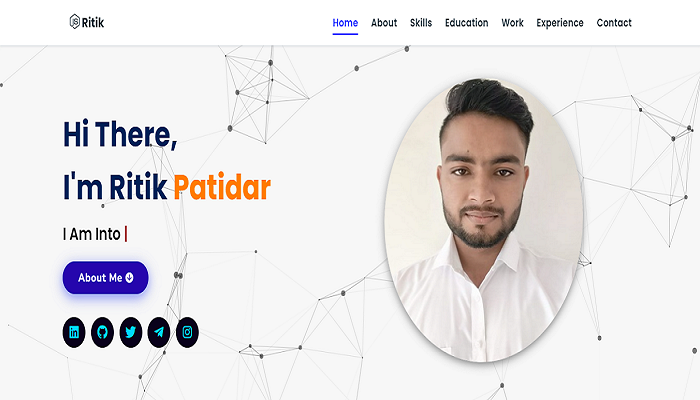 Ritik
Home About Skills Education Work Experience Contact
Hi There,
I'm Ritik Patidar
I Am Into |
About Me